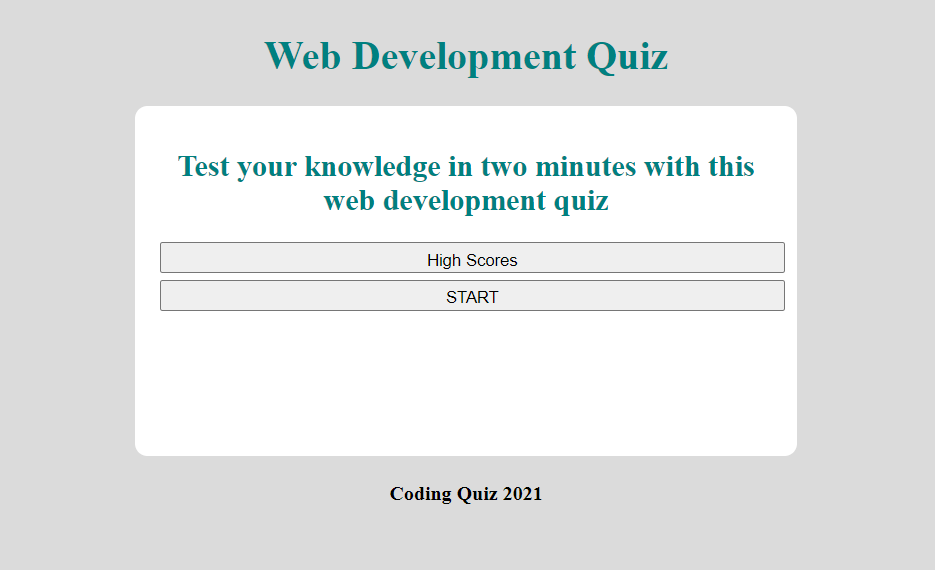 Web Development Quiz
Test your knowledge in two minutes with this
web development quiz
High Scores
START
Coding Quiz 2021